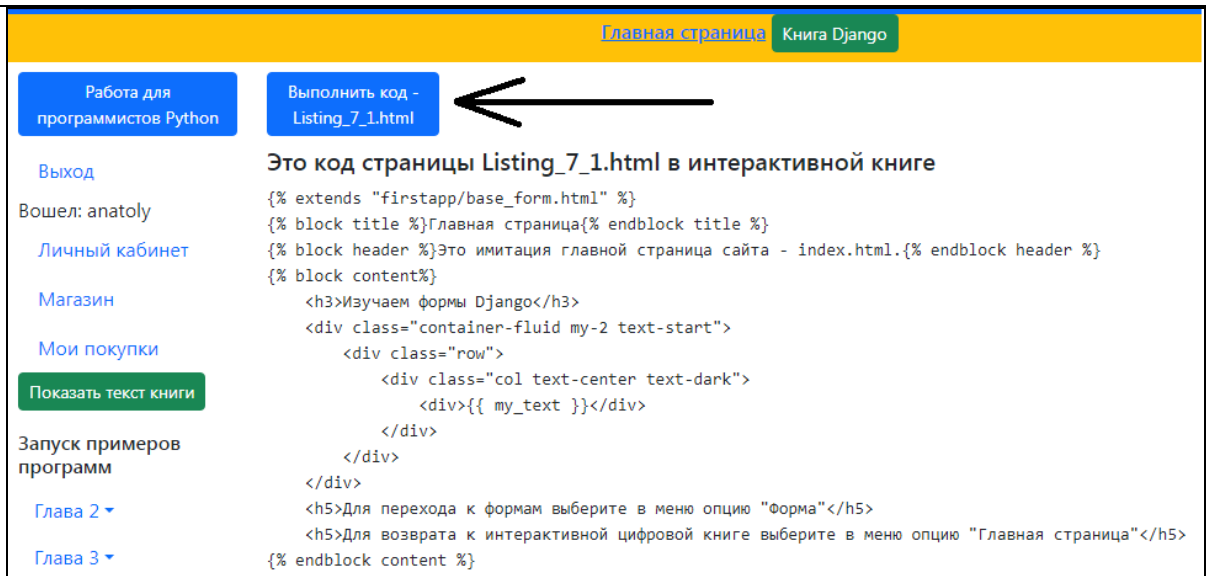 Главная страница Книга Django
Работа для
программистов Python
Выход
Вошел: anatoly
Личный кабинет
Магазин
Мои покупки
Показать текст книги
Запуск примеров
программ
Глава 2
Глава 3
Выполнить код -
Listing_7_1.html
Это код страницы Listing_7_1.html в интерактивной книге
{% extends "firstapp/base_form.html" %}
{% block title %}Главная страница{% endblock title %}
{% block header %}Это имитация главной страница сайта - index.html.{% endblock header %}
{% block content%}
    <h3>Изучаем формы Django</h3>
    <div class="container-fluid my-2 text-start">
        <div class="row">
            <div class="col text-center text-dark">
                <div>{{ my_text }}</div>
            </div>
        </div>
    </div>
    <h5>Для перехода к формам выберите в меню опцию "Форма"</h5>
    <h5>Для возврата к интерактивной цифровой книге выберите в меню опцию "Главная страница"</h5>
{% endblock content %}